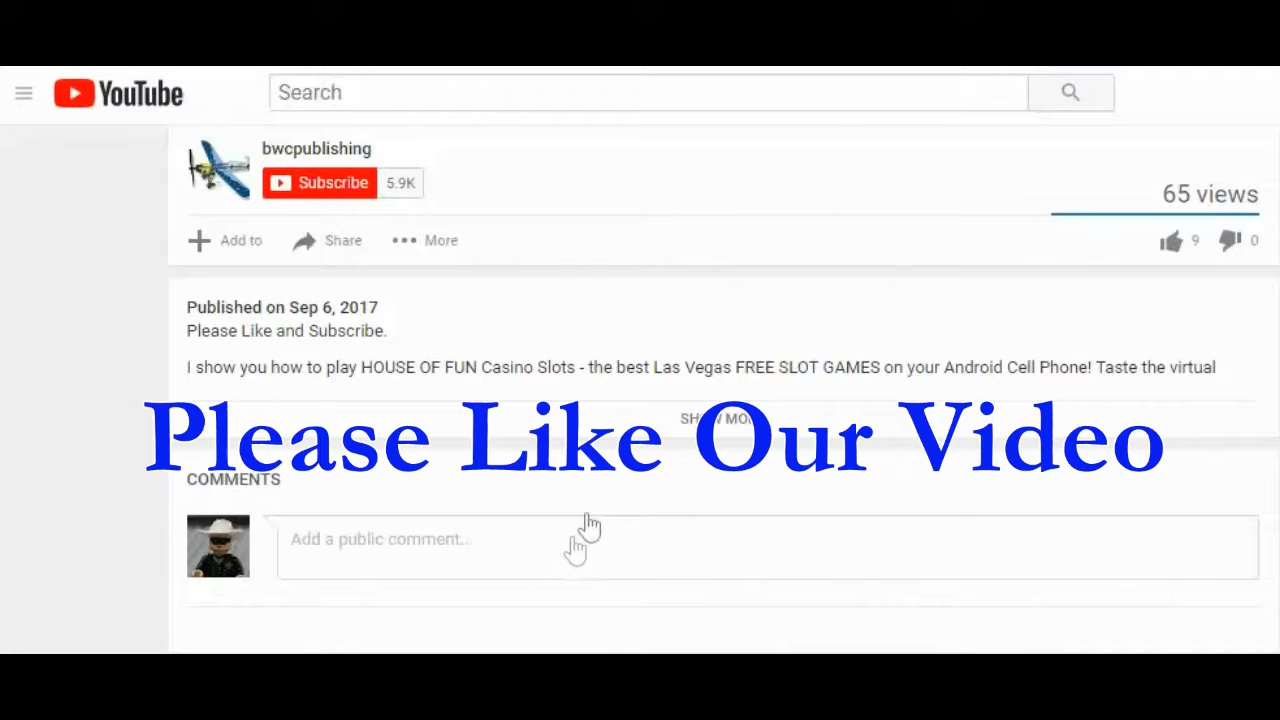 YouTube
Search
bwcpublishing
Subscribe 5.9K
65 views
Add to Share More
9 0
Published on Sep 6, 2017
Please Like and Subscribe.
I show you how to play HOUSE OF FUN Casino Slots - the best Las Vegas FREE SLOT GAMES on your Android Cell Phone! Taste the virtual
Please Like Our Video
COMMENTS
Add a public comment...